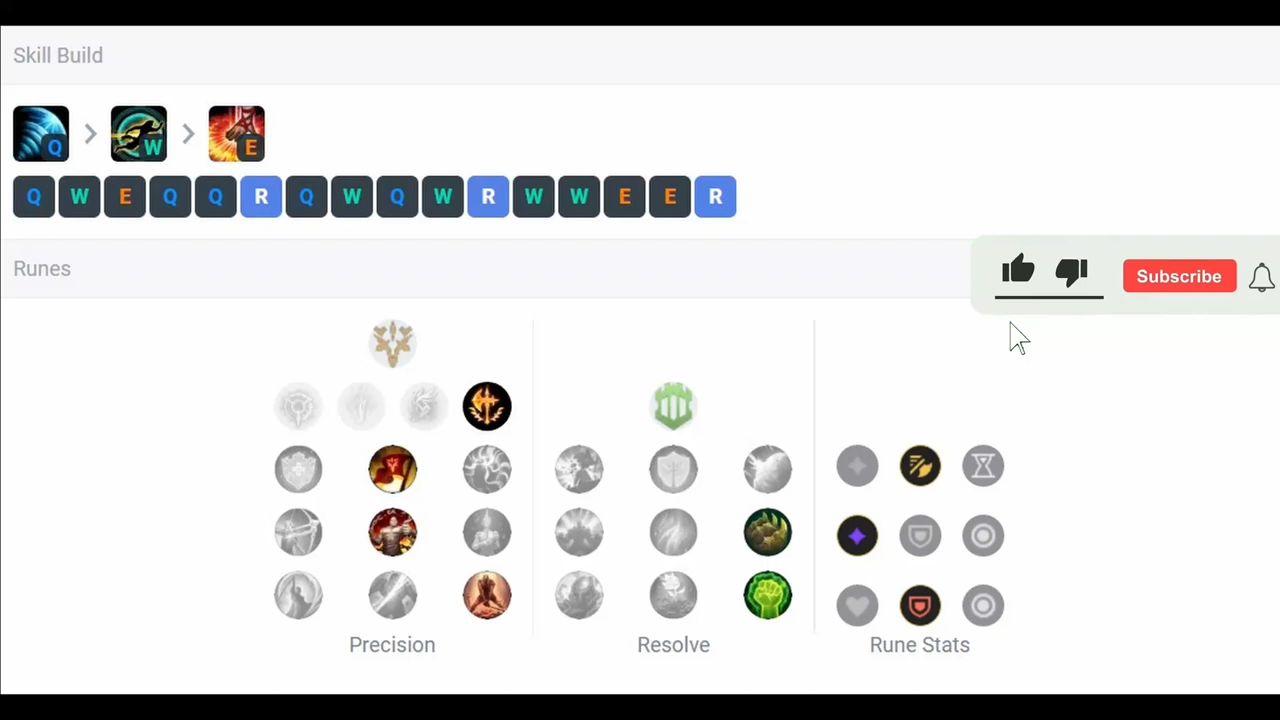 Skill Build
Q W E
Q W E Q Q R Q W Q W R W W E E R
Runes
Subscribe
Precision Resolve Rune Stats